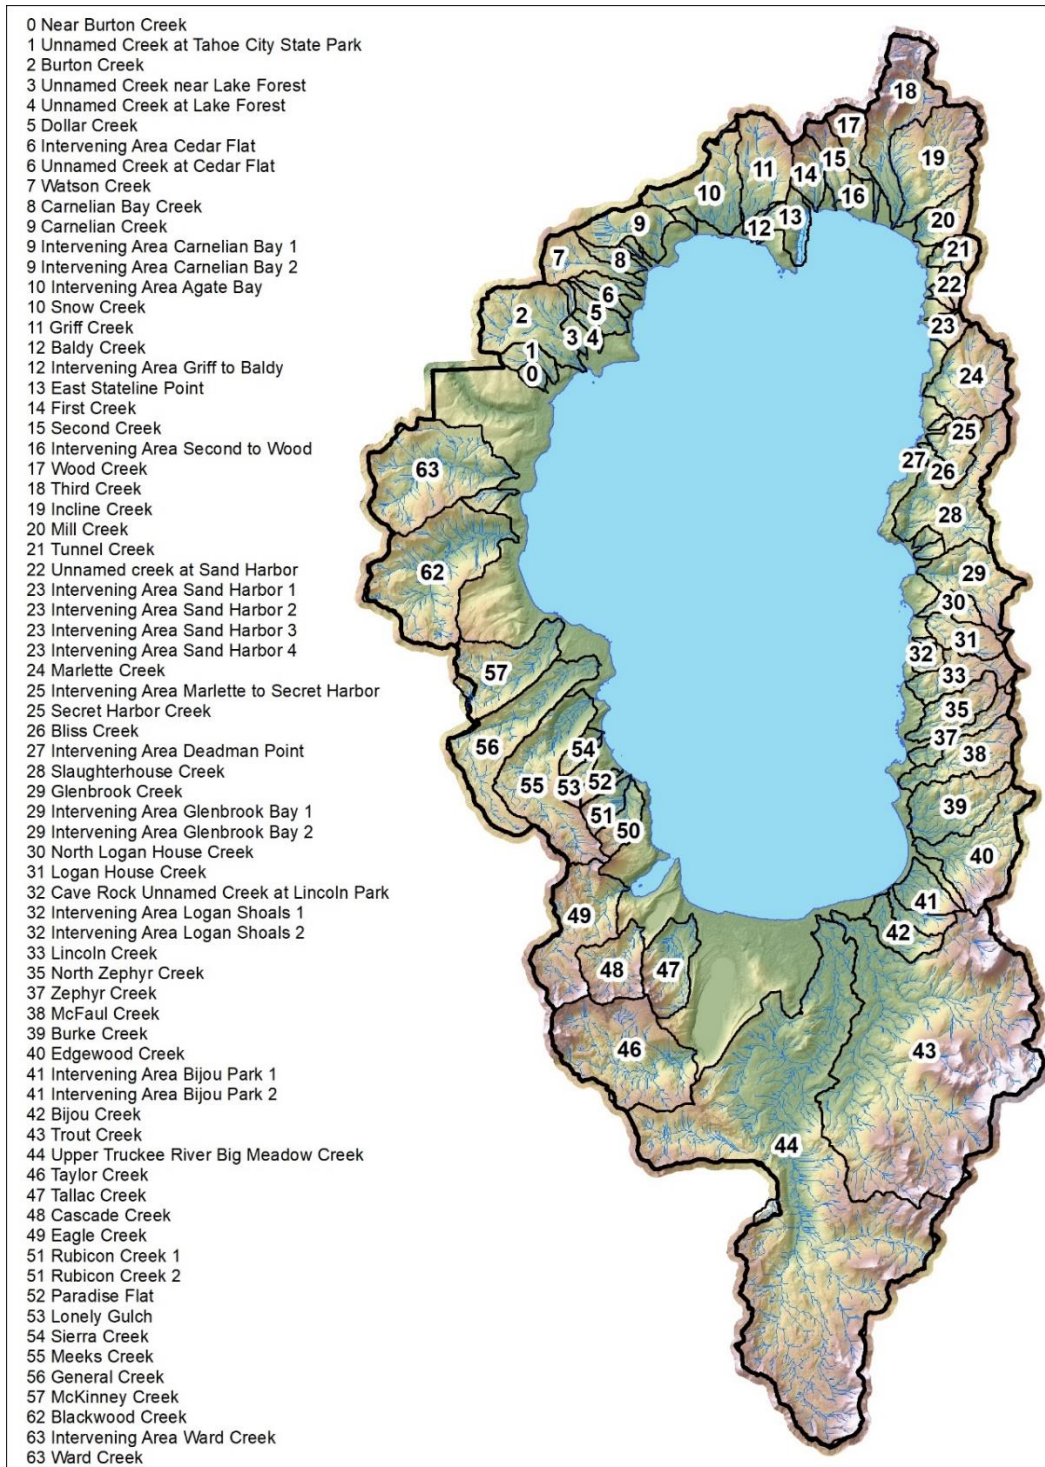 0 Near Burton Creek
1 Unnamed Creek at Tahoe City State Park
2 Burton Creek
3 Unnamed Creek near Lake Forest
4 Unnamed Creek at Lake Forest
5 Dollar Creek
6 Intervening Area Cedar Flat
6 Unnamed Creek at Cedar Flat
7 Watson Creek
8 Carnelian Bay Creek
9 Carnelian Creek
9 Intervening Area Carnelian Bay 1
9 Intervening Area Carnelian Bay 2
10 Intervening Area Agate Bay
10 Snow Creek
11 Griff Creek
12 Baldy Creek
12 Intervening Area Griff to Baldy
13 East Stateline Point
14 First Creek
15 Second Creek
16 Intervening Area Second to Wood
17 Wood Creek
18 Third Creek
19 Incline Creek
20 Mill Creek
21 Tunnel Creek
22 Unnamed creek at Sand Harbor
23 Intervening Area Sand Harbor 1
23 Intervening Area Sand Harbor 2
23 Intervening Area Sand Harbor 3
23 Intervening Area Sand Harbor 4
24 Marlette Creek
25 Intervening Area Marlette to Secret Harbor
25 Secret Harbor Creek
26 Bliss Creek
27 Intervening Area Deadman Point
28 Slaughterhouse Creek
29 Glenbrook Creek
29 Intervening Area Glenbrook Bay 1
29 Intervening Area Glenbrook Bay 2
30 North Logan House Creek
31 Logan House Creek
32 Cave Rock Unnamed Creek at Lincoln Park
32 Intervening Area Logan Shoals 1
32 Intervening Area Logan Shoals 2
33 Lincoln Creek
35 North Zephyr Creek
37 Zephyr Creek
38 McFaul Creek
39 Burke Creek
40 Edgewood Creek
41 Intervening Area Bijou Park 1
41 Intervening Area Bijou Park 2
42 Bijou Creek
43 Trout Creek
44 Upper Truckee River Big Meadow Creek
46 Taylor Creek
47 Tallac Creek
48 Cascade Creek
49 Eagle Creek
51 Rubicon Creek 1
51 Rubicon Creek 2
52 Paradise Flat
53 Lonely Gulch
54 Sierra Creek
55 Meeks Creek
56 General Creek
57 McKinney Creek
62 Blackwood Creek
63 Intervening Area Ward Creek
63 Ward Creek
18
17
19
15
11
14
10
16
13
20
9
12
21
7
8
22
6
5
2
23
3
4
1
0
24
25
27
63
26
28
62
29
30
31
32
57
33
35
37
56
54
38
52
55
53
39
51
50
40
41
49
42
48
47
46
43
44